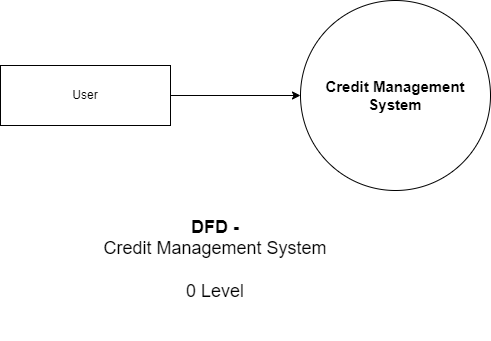 User
Credit Management
System
DFD -
Credit Management System
0 Level